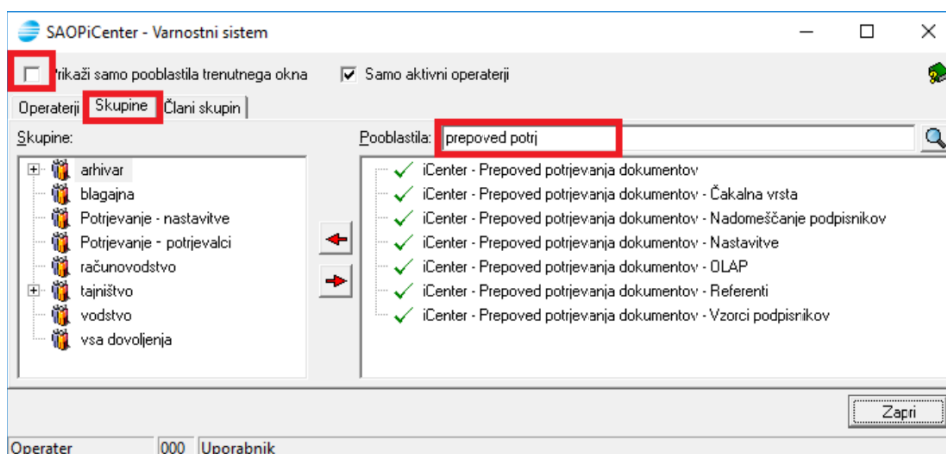 SAOPiCenter - Varnostni sistem
Prikaži samo pooblastila trenutnega okna Samo aktivni operaterji
Operaterji Skupine Člani skupin
Skupine: Pooblastila: prepoved potrj
arhivar
blagajna
Potrjevanje - nastavitve
Potrjevanje - potrjevalci
računovodstvo
tajništvo
vodstvo
vsa dovoljenja
iCenter - Prepoved potrjevanja dokumentov
iCenter - Prepoved potrjevanja dokumentov - Čakalna vrsta
iCenter - Prepoved potrjevanja dokumentov - Nadomeščanje podpisnikov
iCenter - Prepoved potrjevanja dokumentov - Nastavitve
iCenter - Prepoved potrjevanja dokumentov - OLAP
iCenter - Prepoved potrjevanja dokumentov - Referenti
iCenter - Prepoved potrjevanja dokumentov - Vzorci podpisnikov
Zapri
Operater 000 Uporabnik